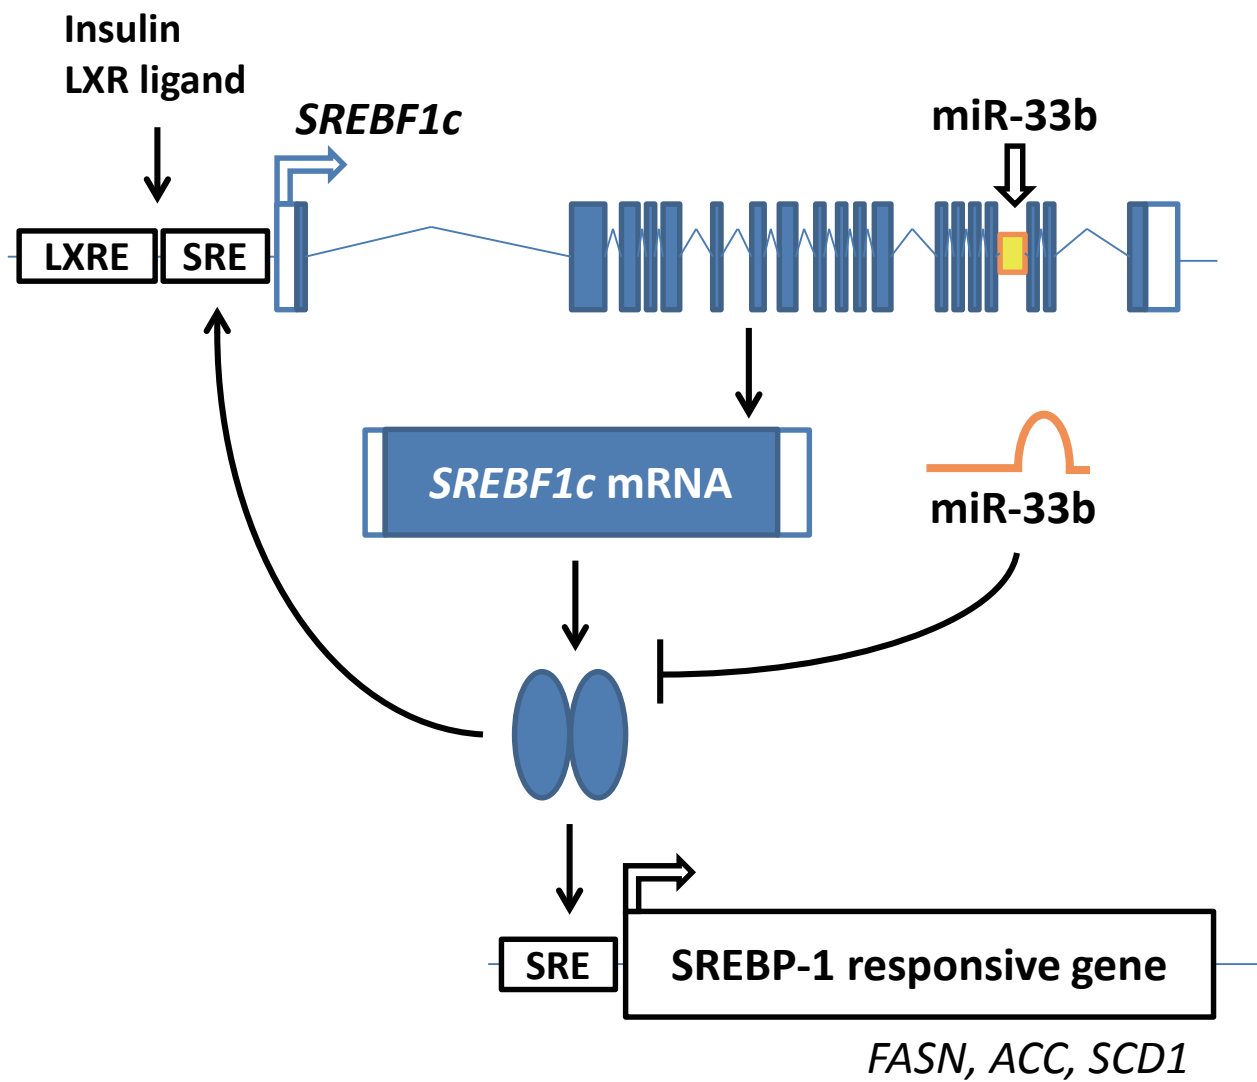 Insulin
LXR ligand
SREBF1c
miR-33b
LXRE
SRE
SREBF1c mRNA
miR-33b
SRE
SREBP-1 responsive gene
FASN, ACC, SCD1